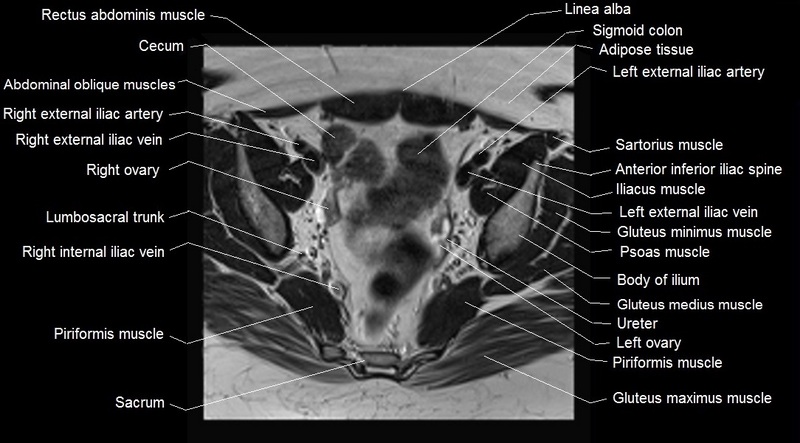 Rectus abdominis muscle
Cecum
Abdominal oblique muscles
Right external iliac artery
Right external iliac vein
Right ovary
Lumbosacral trunk
Right internal iliac vein
Piriformis muscle
Sacrum
Linea alba
Sigmoid colon
Adipose tissue
Left external iliac artery
Sartorius muscle
Anterior inferior iliac spine
Iliacus muscle
Left external iliac vein
Gluteus minimus muscle
Psoas muscle
Body of ilium
Gluteus medius muscle
Ureter
Left ovary
Piriformis muscle
Gluteus maximus muscle